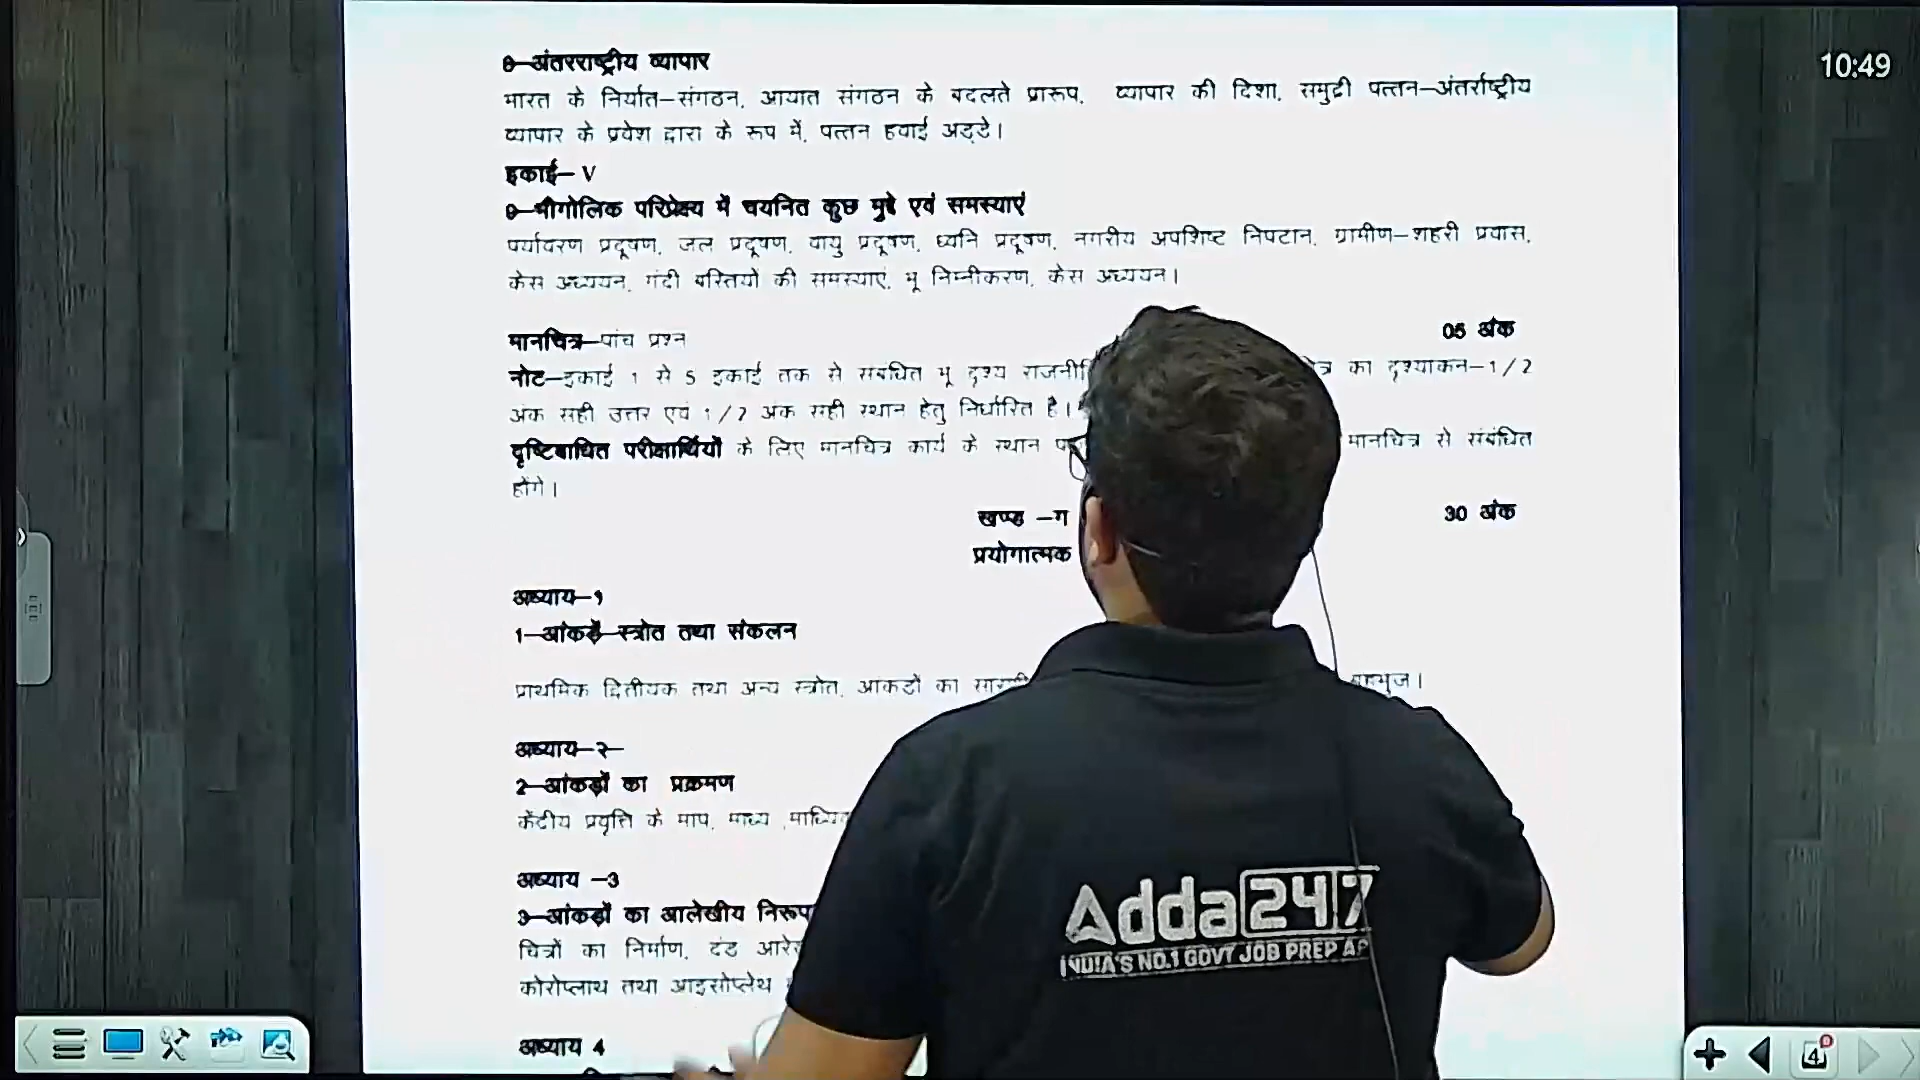 8–अंतरराष्ट्रीय व्यापार
10:49
भारत के निर्यात–संगठन, आयात संगठन के बदलते प्रारूप, व्यापार की दिशा, समुद्री पत्तन–अंतर्राष्ट्रीय
व्यापार के प्रवेश द्वारा के रूप में, पत्तन हवाई अड्डे।
इकाई– V
9–भौगोलिक परिप्रेक्ष्य में चयनित कुछ मुद्दे एवं समस्याएं
पर्यावरण प्रदूषण, जल प्रदूषण, वायु प्रदूषण, ध्वनि प्रदूषण, नगरीय अपशिष्ट निपटान, ग्रामीण–शहरी प्रवास,
केस अध्ययन, गंदी बस्तियों की समस्याएं, भू निम्नीकरण, केस अध्ययन।
मानचित्र–पांच प्रश्न 05 अंक
नोट–इकाई 1 से 5 इकाई तक से संबंधित भू दृश्य का दृश्याकन–1/2
अंक सही उत्तर एवं 1/2 अंक सही स्थान हेतु निर्धारित है।
दृष्टिबाधित परीक्षार्थियों के लिए मानचित्र कार्य के स्थान मानचित्र से संबंधित
होंगे।
खण्ड –ग 30 अंक
प्रयोगात्मक
अध्याय–१
1–आंकड़ें–स्त्रोत तथा संकलन
प्राथमिक द्वितीयक तथा अन्य स्त्रोत, आंकडों का
अध्याय–२–
2–आंकड़ों का प्रक्रमण
केंद्रीय प्रवृत्ति के माप, माध्य
अध्याय –3
3–आंकड़ों का आलेखीय
चित्रों का निर्माण, दंड
कोरोप्लाथ तथा आइसोप्लेथ
अध्याय 4
Adda247
INDIA'S NO.1 GOVT JOB PREP AP
4